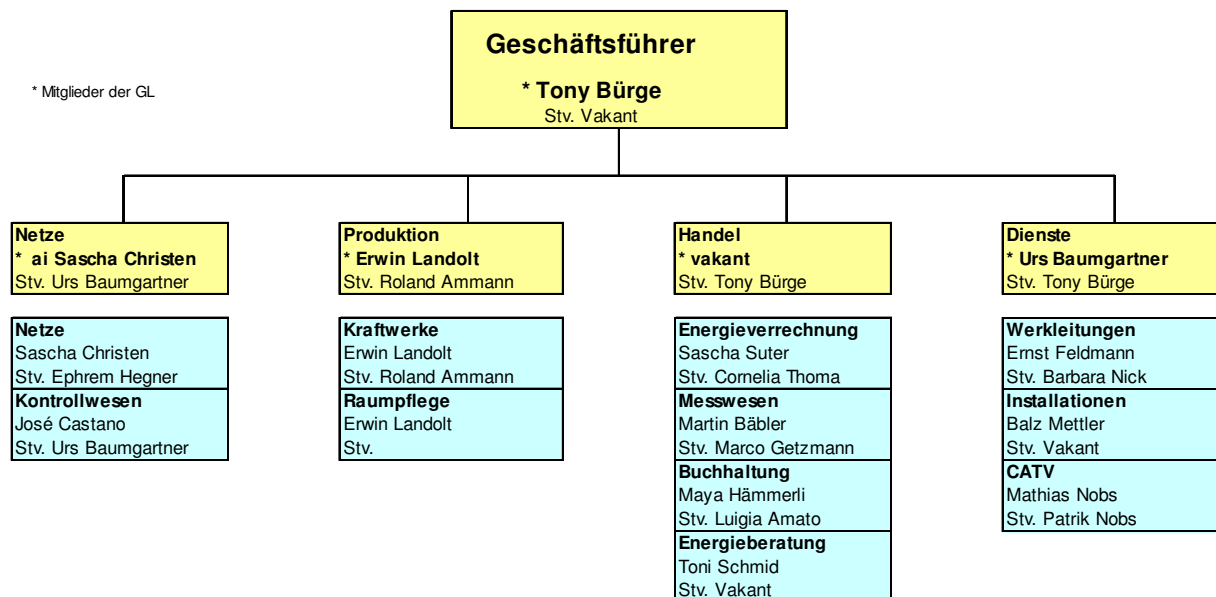 Geschäftsführer
* Tony Bürge
Stv. Vakant
* Mitglieder der GL
Netze
* ai Sascha Christen
Stv. Urs Baumgartner
Netze
Sascha Christen
Stv. Ephrem Hegner
Kontrollwesen
José Castano
Stv. Urs Baumgartner
Produktion
* Erwin Landolt
Stv. Roland Ammann
Kraftwerke
Erwin Landolt
Stv. Roland Ammann
Raumpflege
Erwin Landolt
Stv.
Handel
* vakant
Stv. Tony Bürge
Energieverrechnung
Sascha Suter
Stv. Cornelia Thoma
Messwesen
Martin Bäbler
Stv. Marco Getzmann
Buchhaltung
Maya Hämmerli
Stv. Luigia Amato
Energieberatung
Toni Schmid
Stv. Vakant
Dienste
* Urs Baumgartner
Stv. Tony Bürge
Werkleitungen
Ernst Feldmann
Stv. Barbara Nick
Installationen
Balz Mettler
Stv. Vakant
CATV
Mathias Nobs
Stv. Patrik Nobs